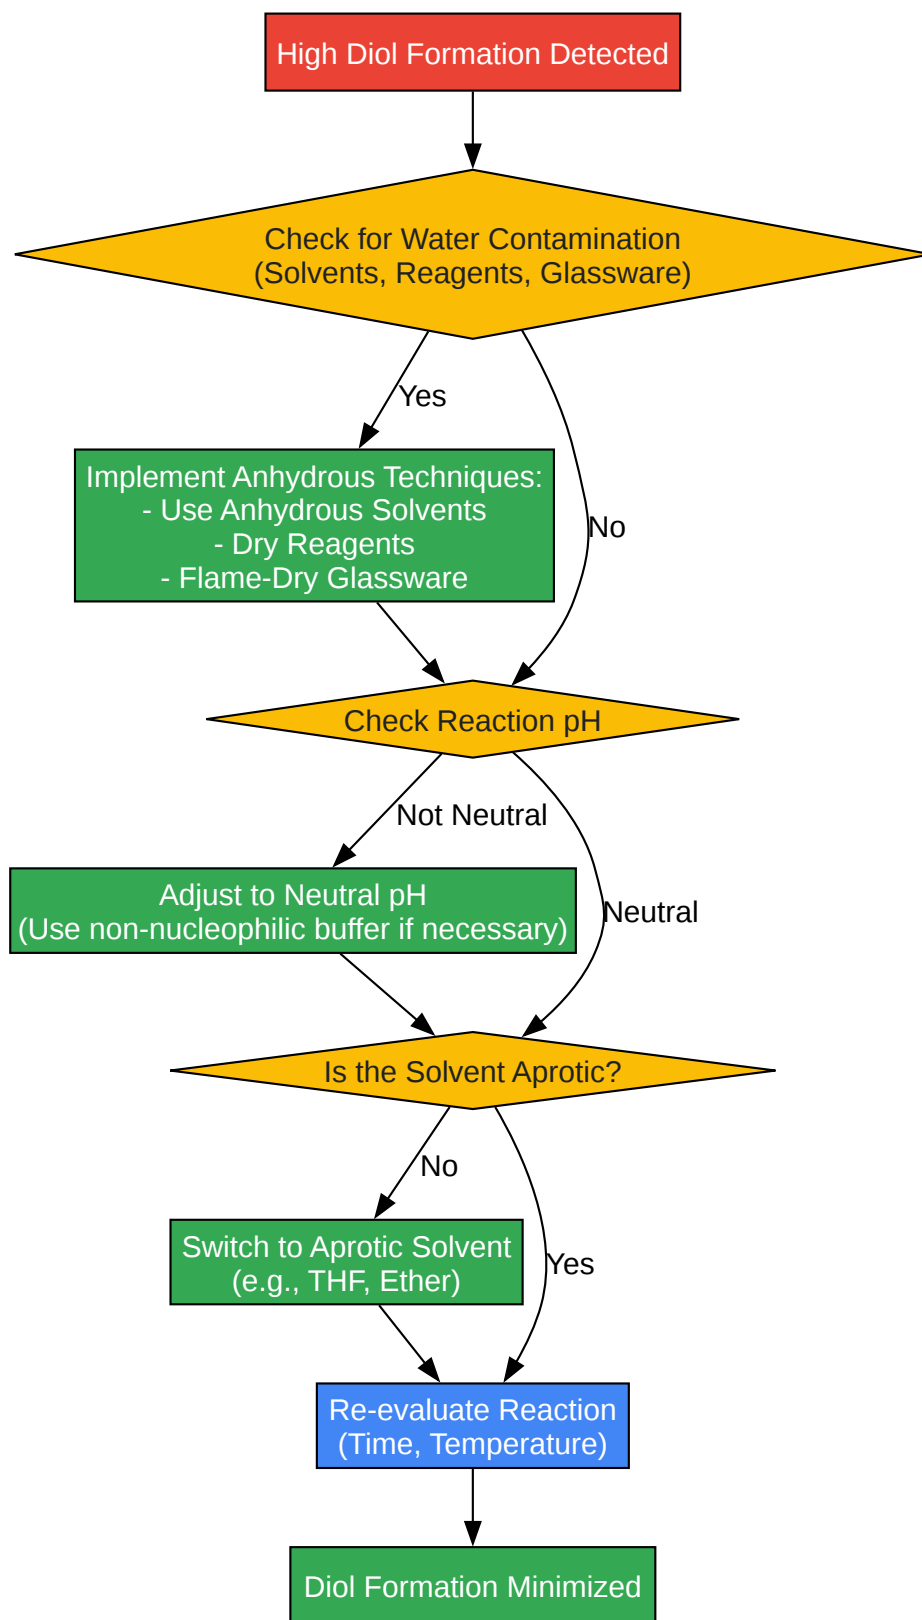 High Diol Formation Detected
Check for Water Contamination
(Solvents, Reagents, Glassware)
Yes
Implement Anhydrous Techniques:
- Use Anhydrous Solvents
- Dry Reagents
- Flame-Dry Glassware
No
Check Reaction pH
Not Neutral
Adjust to Neutral pH
(Use non-nucleophilic buffer if necessary)
Neutral
Is the Solvent Aprotic?
No
Switch to Aprotic Solvent
(e.g., THF, Ether)
Yes
Re-evaluate Reaction
(Time, Temperature)
Diol Formation Minimized